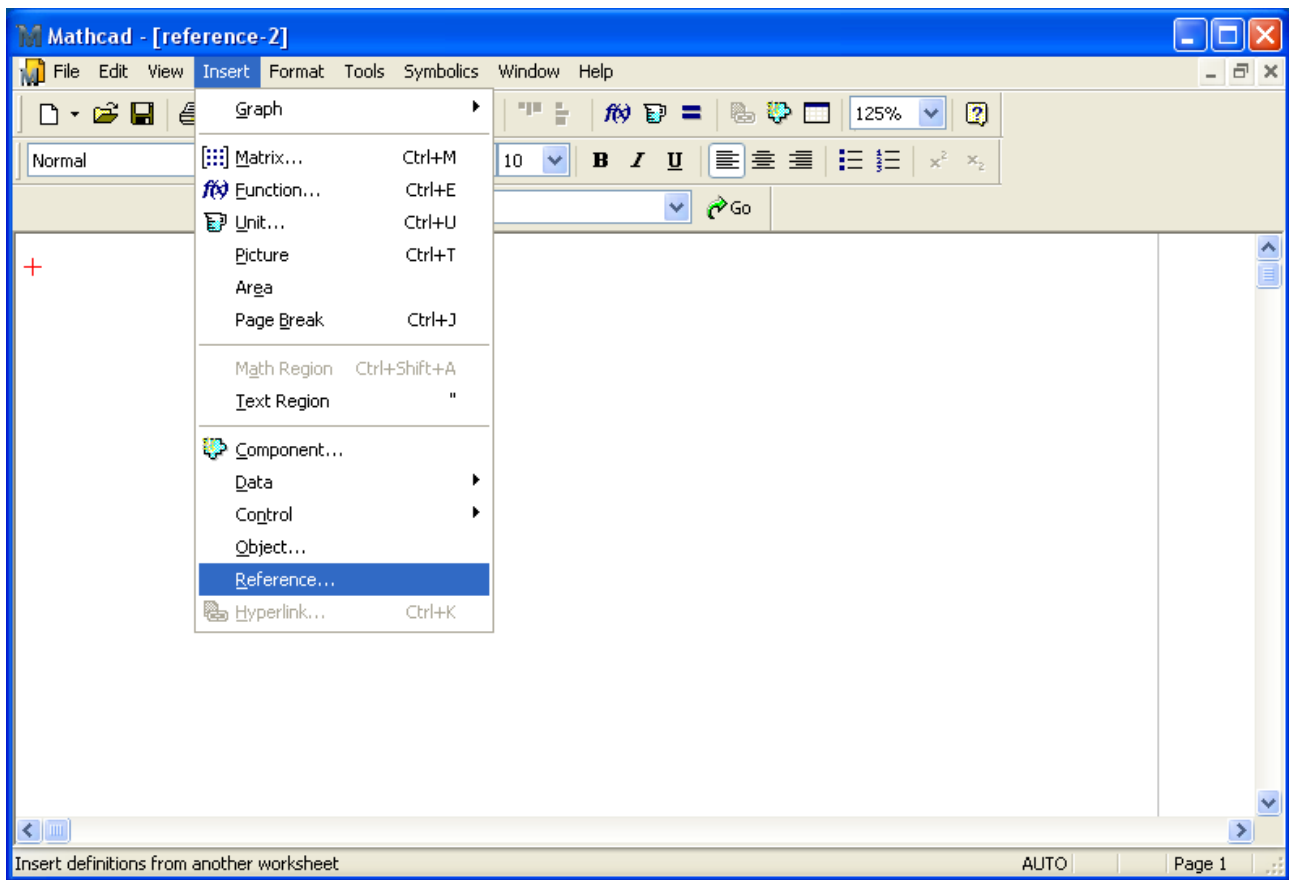 Mathcad - [reference-2]
File Edit View Insert Format Tools Symbolics Window Help
f(x) = 125%
Normal 10 B I U x² x₂
Go
Graph
Matrix... Ctrl+M
f(x) Function... Ctrl+E
Unit... Ctrl+U
Picture Ctrl+T
Area
Page Break Ctrl+J
Math Region Ctrl+Shift+A
Text Region "
Component...
Data
Control
Object...
Reference...
Hyperlink... Ctrl+K
Insert definitions from another worksheet AUTO Page 1